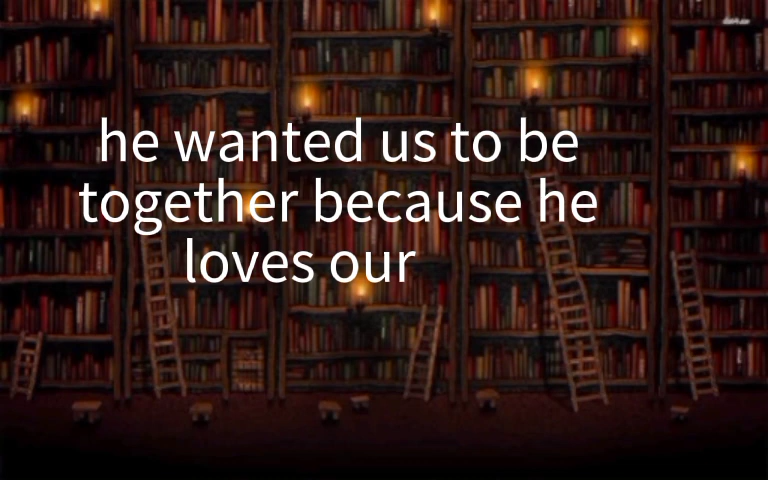 he wanted us to be
together because he
loves our